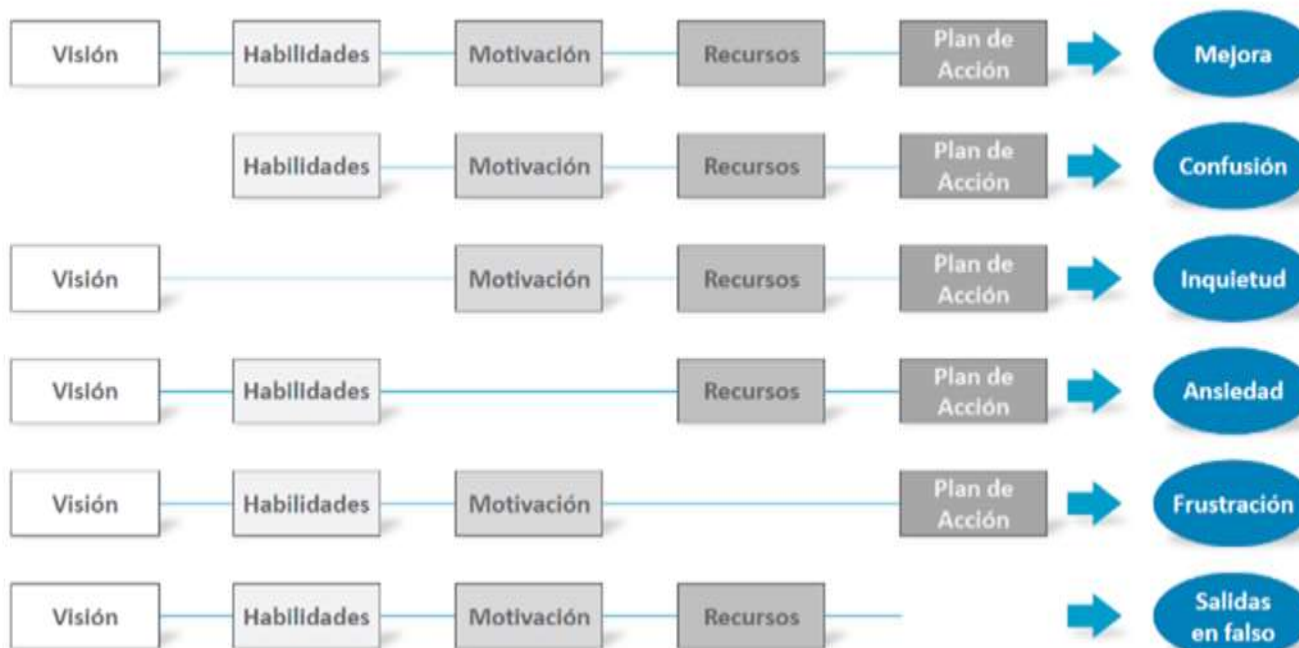 Visión Habilidades Motivación Recursos Plan de
Acción Mejora
Habilidades Motivación Recursos Plan de
Acción Confusión
Visión Motivación Recursos Plan de
Acción Inquietud
Visión Habilidades Recursos Plan de
Acción Ansiedad
Visión Habilidades Motivación Plan de
Acción Frustración
Visión Habilidades Motivación Recursos Salidas
en falso